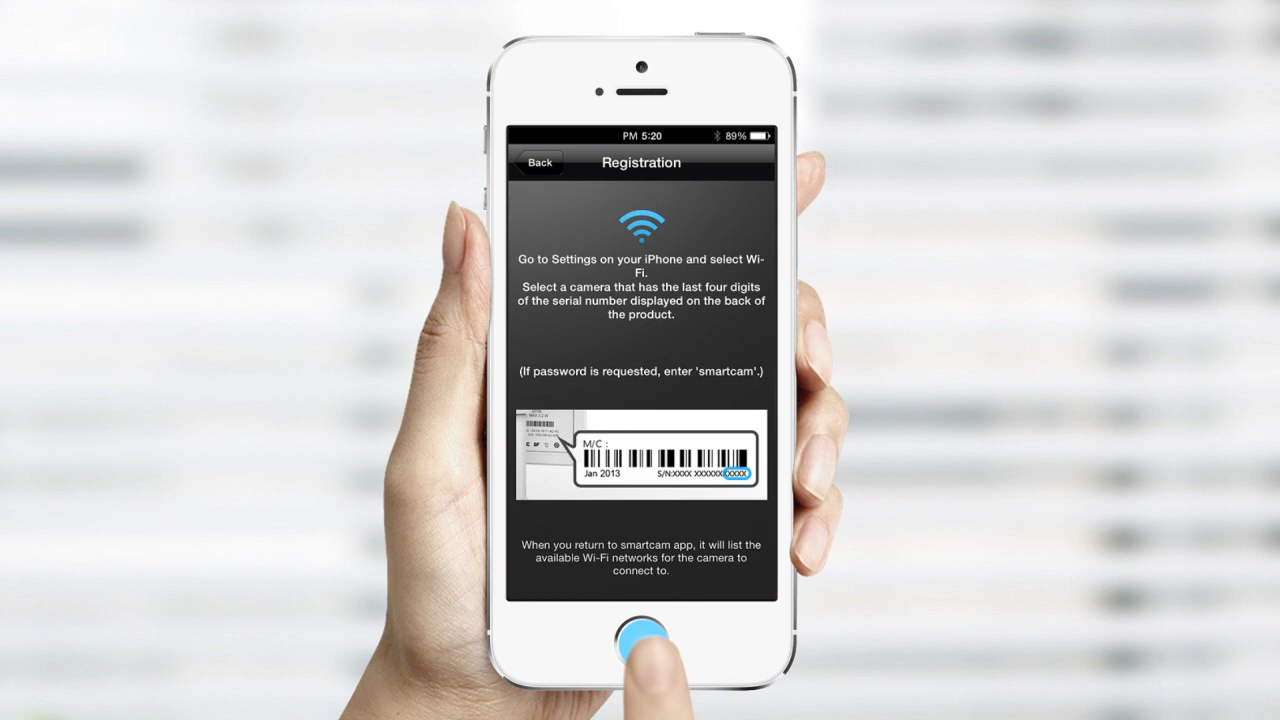 PM 5:20 89%
Back Registration
Go to Settings on your iPhone and select Wi-
Fi.
Select a camera that has the last four digits
of the serial number displayed on the back of
the product.
(If password is requested, enter 'smartcam'.)
M/C :
Jan 2013 S/N:XXXX XXXXXXXXXXX
When you return to smartcam app, it will list the
available Wi-Fi networks for the camera to
connect to.